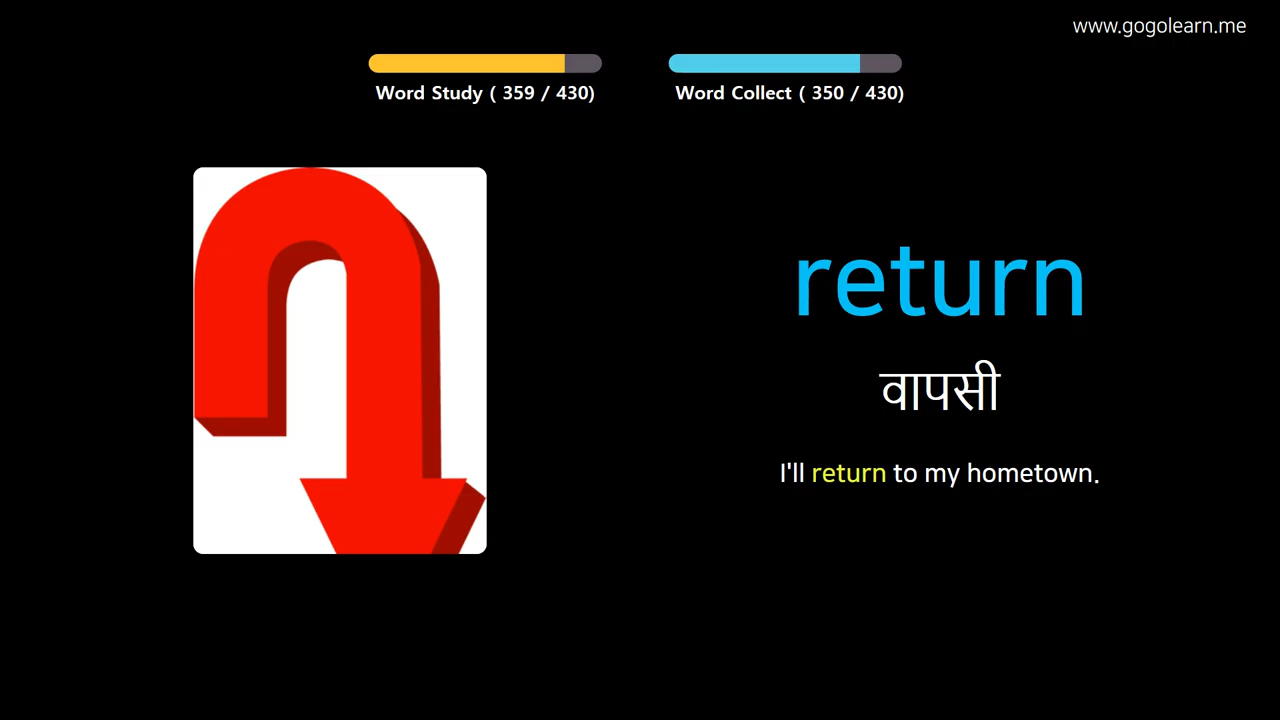 www.gogolearn.me
Word Study ( 359 / 430)
Word Collect ( 350 / 430)
return
वापसी
I'll return to my hometown.